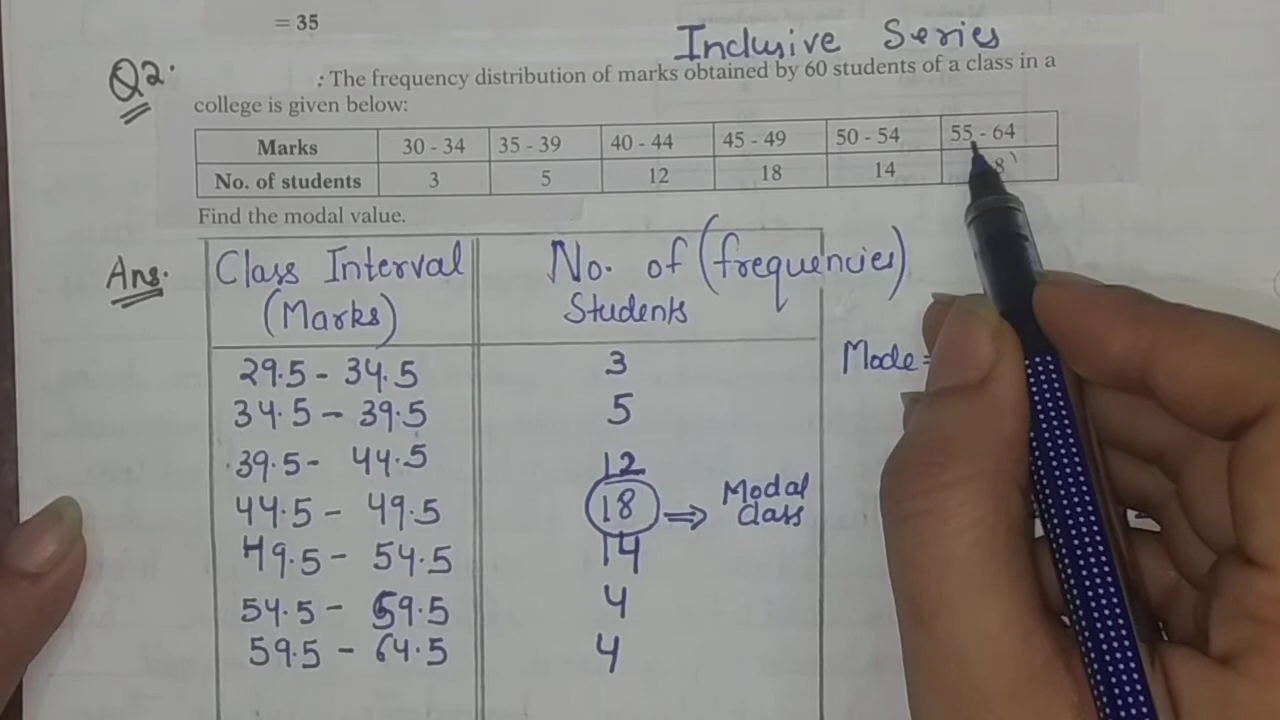 = 35
Inclusive Series
Q2.
: The frequency distribution of marks obtained by 60 students of a class in a
college is given below:
Marks 30 - 34 35 - 39 40 - 44 45 - 49 50 - 54 55 - 64
No. of students 3 5 12 18 14 8
Find the modal value.
Ans. Class Interval No. of (frequencies)
(Marks) Students
29.5 - 34.5 3
34.5 - 39.5 5
39.5 - 44.5 12
44.5 - 49.5 18 ⇒ Modal class
49.5 - 54.5 14
54.5 - 59.5 4
59.5 - 64.5 4
Mode =